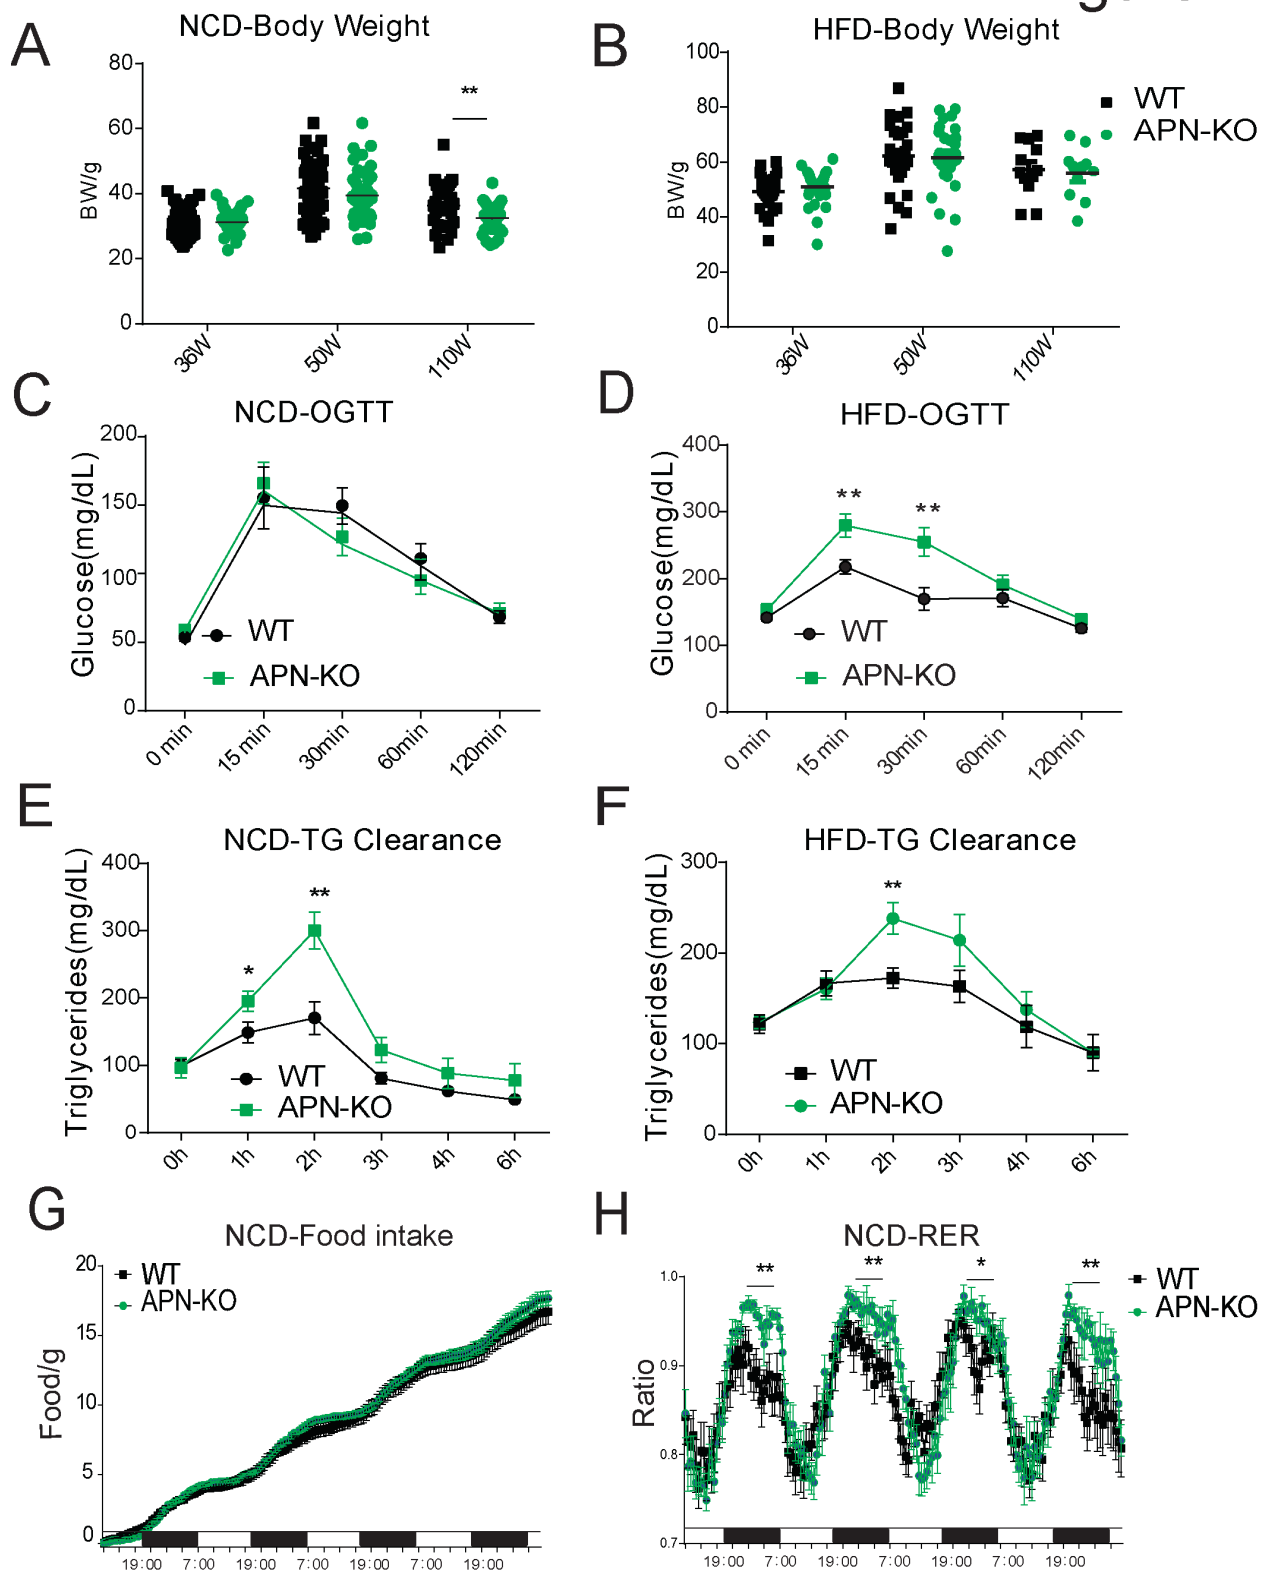 A
NCD-Body Weight
**
BW/g
80
60
40
20
0
36W
50W
110W
B
HFD-Body Weight
WT
APN-KO
BW/g
100
80
60
40
20
0
36W
50W
110W
C
NCD-OGTT
Glucose(mg/dL)
200
150
100
50
0
WT
APN-KO
0 min
15 min
30min
60min
120min
D
HFD-OGTT
**
**
Glucose(mg/dL)
400
300
200
100
0
WT
APN-KO
0 min
15 min
30min
60min
120min
E
NCD-TG Clearance
*
**
Triglycerides(mg/dL)
400
300
200
100
0
WT
APN-KO
0h
1h
2h
3h
4h
6h
F
HFD-TG Clearance
**
Triglycerides(mg/dL)
300
200
100
0
WT
APN-KO
0h
1h
2h
3h
4h
6h
G
NCD-Food intake
WT
APN-KO
Food/g
20
15
10
5
0
19:00 7:00 19:00 7:00 19:00 7:00 19:00
H
NCD-RER
** ** * **
WT
APN-KO
Ratio
1.0
0.9
0.8
0.7
19:00 7:00 19:00 7:00 19:00 7:00 19:00